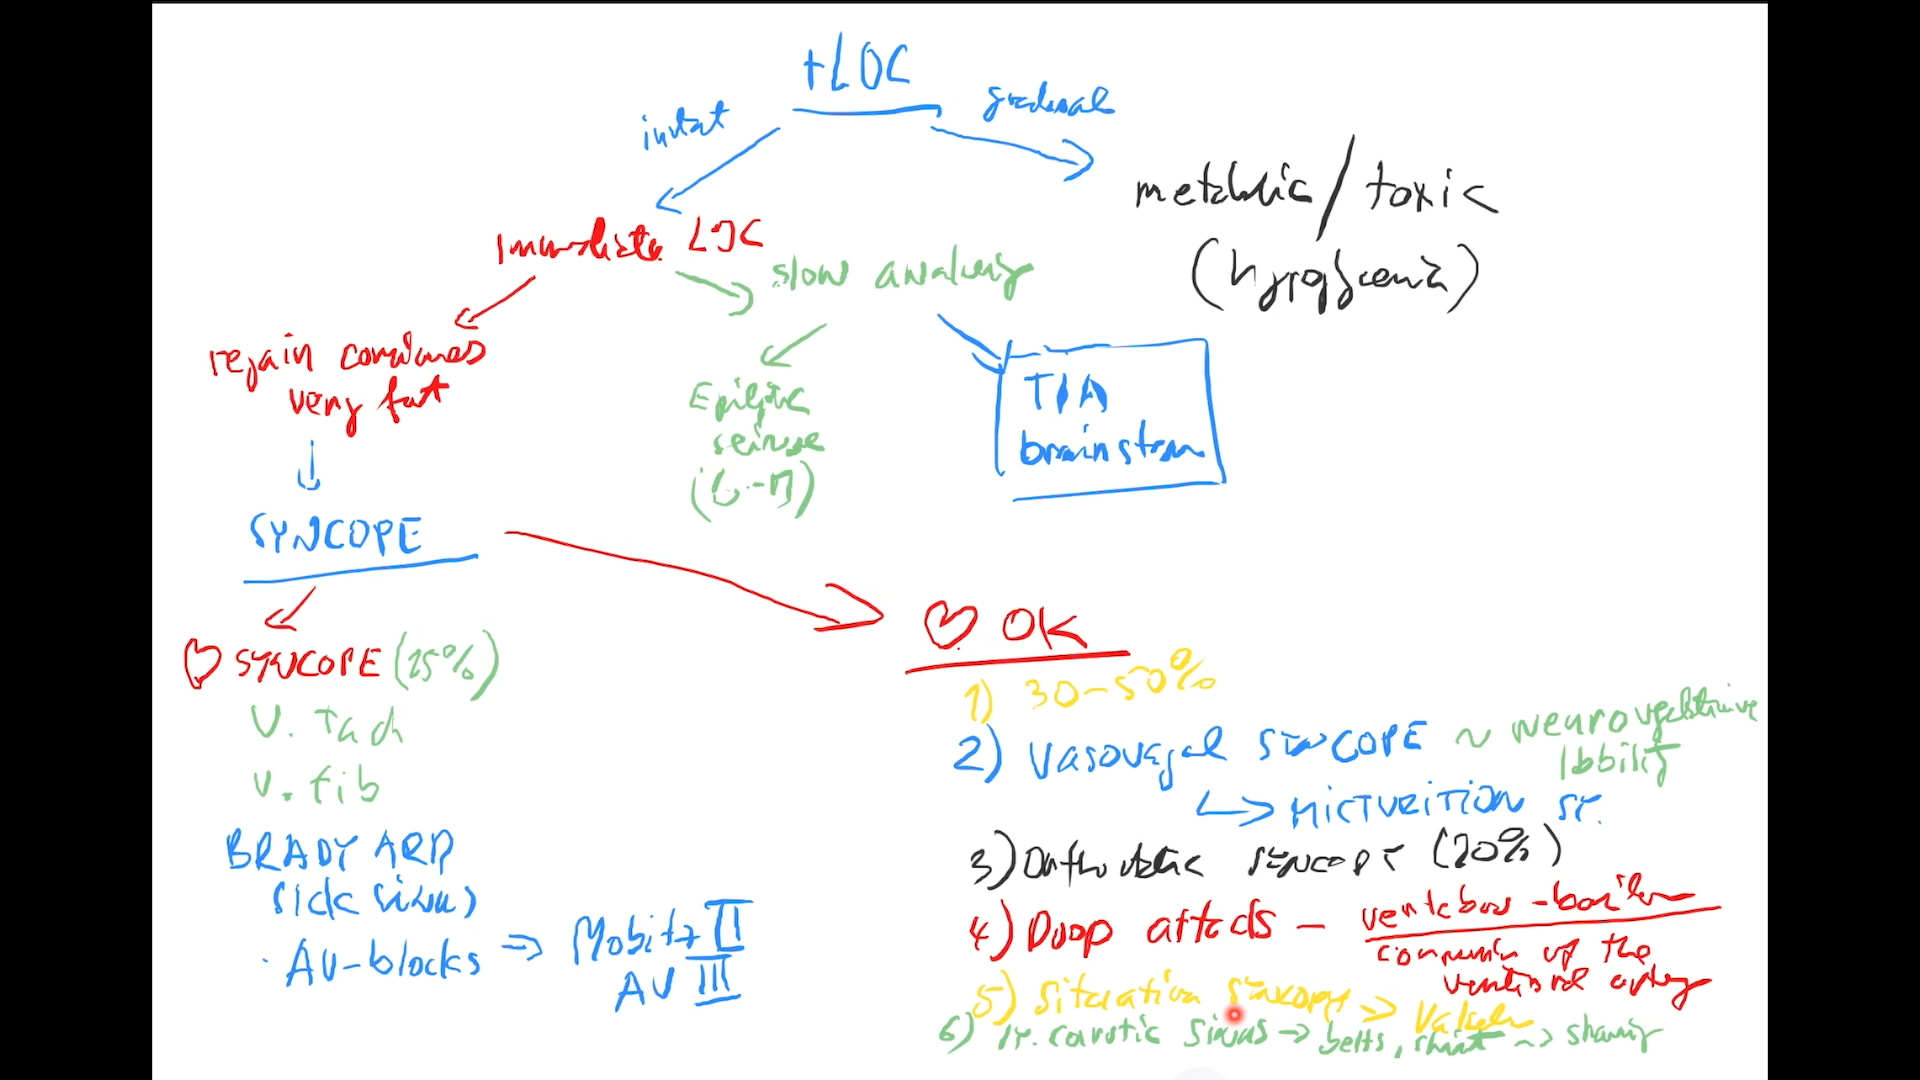 tLOC
instat
gradual
metabolic / toxic
(hypoglycemia)
Immediate LOC
slow awakening
regain
very fast
Epileptic
seizure
(G-M)
TIA
brainstem
SYNCOPE
♡ SYNCOPE (25%)
V. Tach
V. fib
BRADY ARR
sick sinus
· AV-blocks => Mobitz II
AV III
♡ OK
1) 30-50%
2) Vasovagal SYNCOPE ~ neurovegetative
lability
↳ MICTURITION SY.
3) Orthostatic SYNCOPE (20%)
4) Drop attacks - vertebro-basilar
compression of the
vertebral artery
5) Situation syncope => Valsalva
6) sy. carotic sinus -> belts, shirt ~> shaving